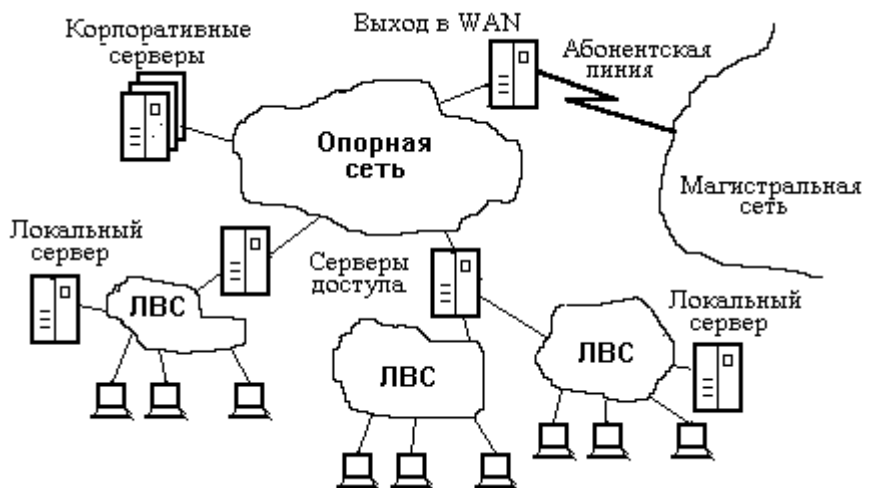 Корпоративные
серверы
Выход в WAN
Абонентская
линия
Опорная
сеть
Магистральная
сеть
Локальный
сервер
Серверы
доступа
Локальный
сервер
ЛВС
ЛВС
ЛВС